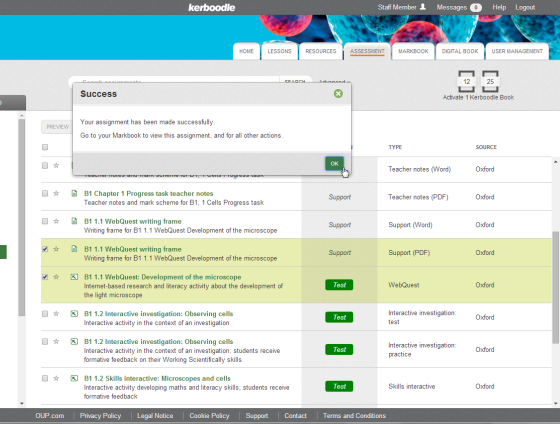 kerboodle
Staff Member Messages 0 Help Logout
HOME LESSONS RESOURCES ASSESSMENT MARKBOOK DIGITAL BOOK USER MANAGEMENT
SEARCH Advanced
12 25
Activate 1 Kerboodle Book
Success
Your assignment has been made successfully.
Go to your Markbook to view this assignment, and for all other actions.
OK
PREVIEW
TYPE SOURCE
Teacher notes and mark scheme for B1, 1 Cells Progress task
Teacher notes (Word) Oxford
B1 Chapter 1 Progress task teacher notes
Teacher notes and mark scheme for B1, 1 Cells Progress task
Support Teacher notes (PDF) Oxford
B1 1.1 WebQuest writing frame
Writing frame for B1 1.1 WebQuest Development of the microscope
Support Support (Word) Oxford
B1 1.1 WebQuest writing frame
Writing frame for B1 1.1 WebQuest Development of the microscope
Support Support (PDF) Oxford
B1 1.1 WebQuest: Development of the microscope
Internet-based research and literacy activity about the development of
the light microscope
Test WebQuest Oxford
B1 1.2 Interactive investigation: Observing cells
Interactive activity in the context of an investigation
Test Interactive investigation:
test
Oxford
B1 1.2 Interactive investigation: Observing cells
Interactive activity in the context of an investigation; students receive
formative feedback on their Working Scientifically skills
Test Interactive investigation:
practice
Oxford
B1 1.2 Skills interactive: Microscopes and cells
Interactive activity developing maths and literacy skills; students receive
formative feedback
Test Skills interactive Oxford
OUP.com Privacy Policy Legal Notice Cookie Policy Support Contact Terms and Conditions